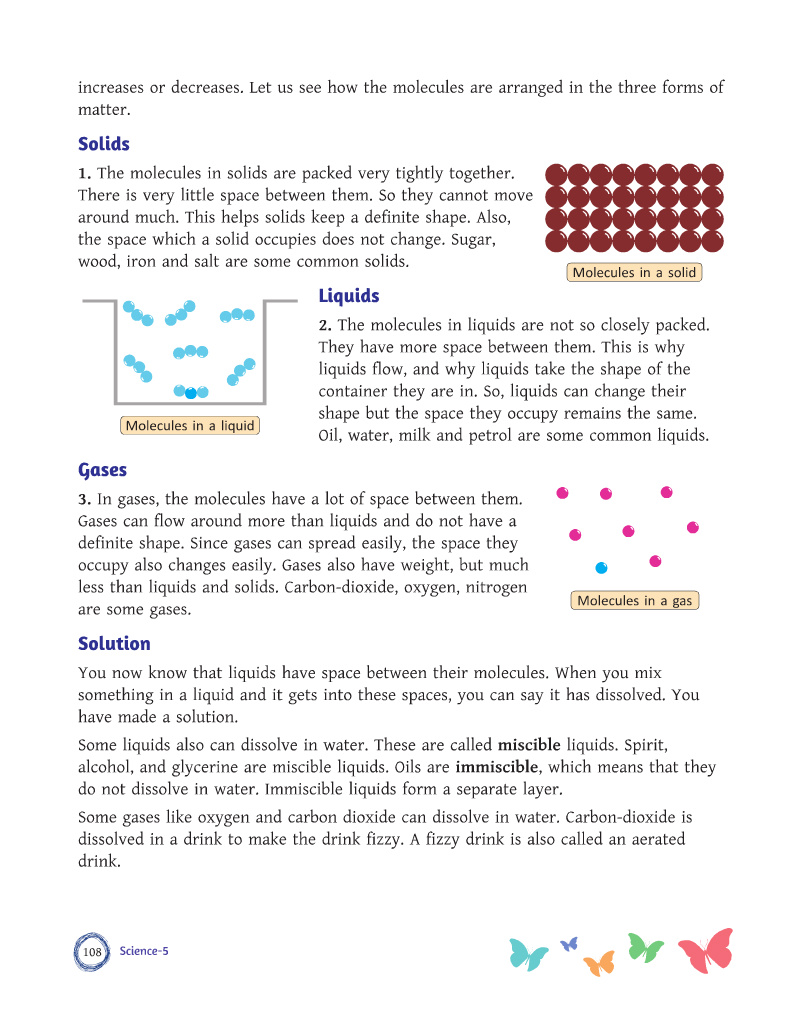 increases or decreases. Let us see how the molecules are arranged in the three forms of
matter.
Solids
1. The molecules in solids are packed very tightly together.
There is very little space between them. So they cannot move
around much. This helps solids keep a definite shape. Also,
the space which a solid occupies does not change. Sugar,
wood, iron and salt are some common solids.
Molecules in a solid
Liquids
2. The molecules in liquids are not so closely packed.
They have more space between them. This is why
liquids flow, and why liquids take the shape of the
container they are in. So, liquids can change their
shape but the space they occupy remains the same.
Oil, water, milk and petrol are some common liquids.
Molecules in a liquid
Gases
3. In gases, the molecules have a lot of space between them.
Gases can flow around more than liquids and do not have a
definite shape. Since gases can spread easily, the space they
occupy also changes easily. Gases also have weight, but much
less than liquids and solids. Carbon-dioxide, oxygen, nitrogen
are some gases.
Molecules in a gas
Solution
You now know that liquids have space between their molecules. When you mix
something in a liquid and it gets into these spaces, you can say it has dissolved. You
have made a solution.
Some liquids also can dissolve in water. These are called miscible liquids. Spirit,
alcohol, and glycerine are miscible liquids. Oils are immiscible, which means that they
do not dissolve in water. Immiscible liquids form a separate layer.
Some gases like oxygen and carbon dioxide can dissolve in water. Carbon-dioxide is
dissolved in a drink to make the drink fizzy. A fizzy drink is also called an aerated
drink.
108 Science-5